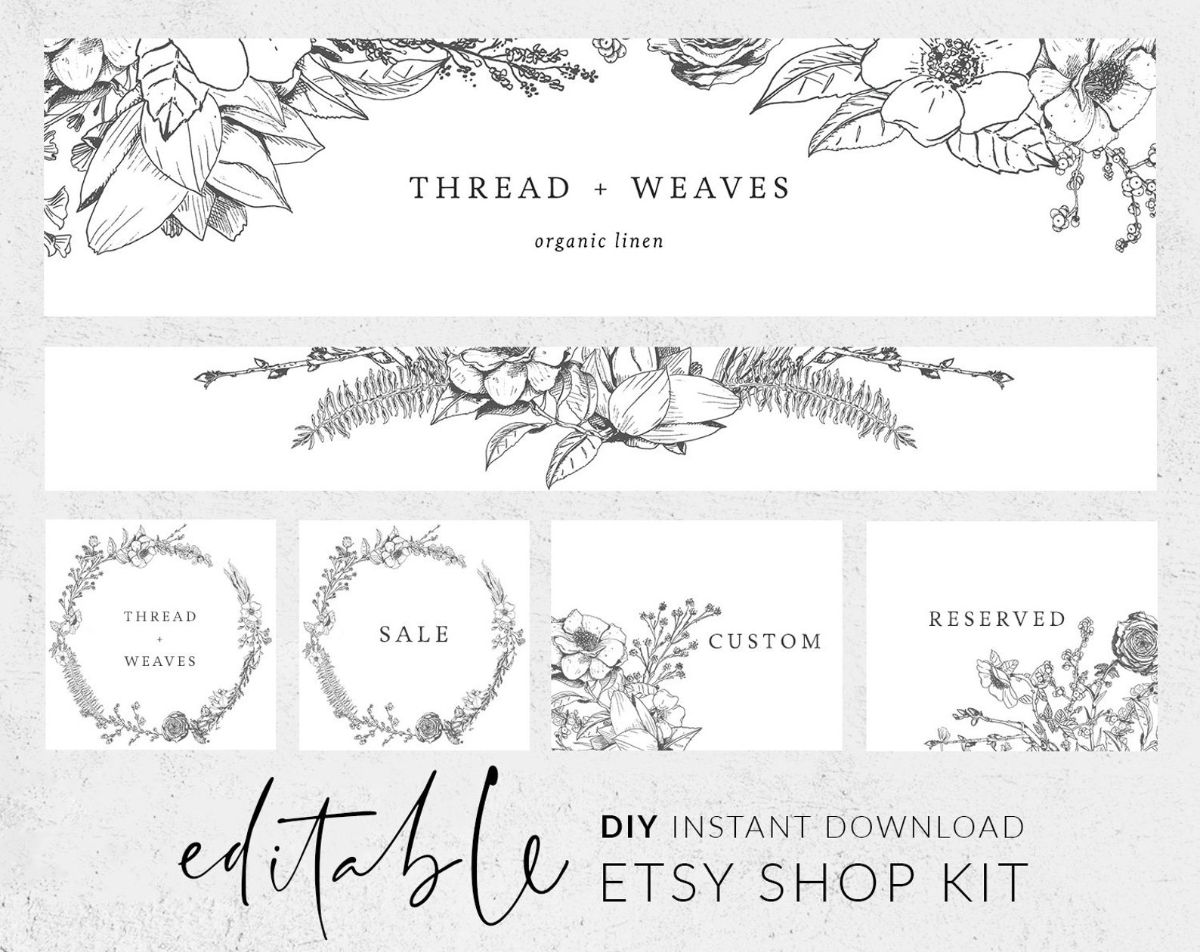 THREAD + WEAVES
organic linen
THREAD
+
WEAVES
SALE
CUSTOM
RESERVED
editable
DIY INSTANT DOWNLOAD
ETSY SHOP KIT